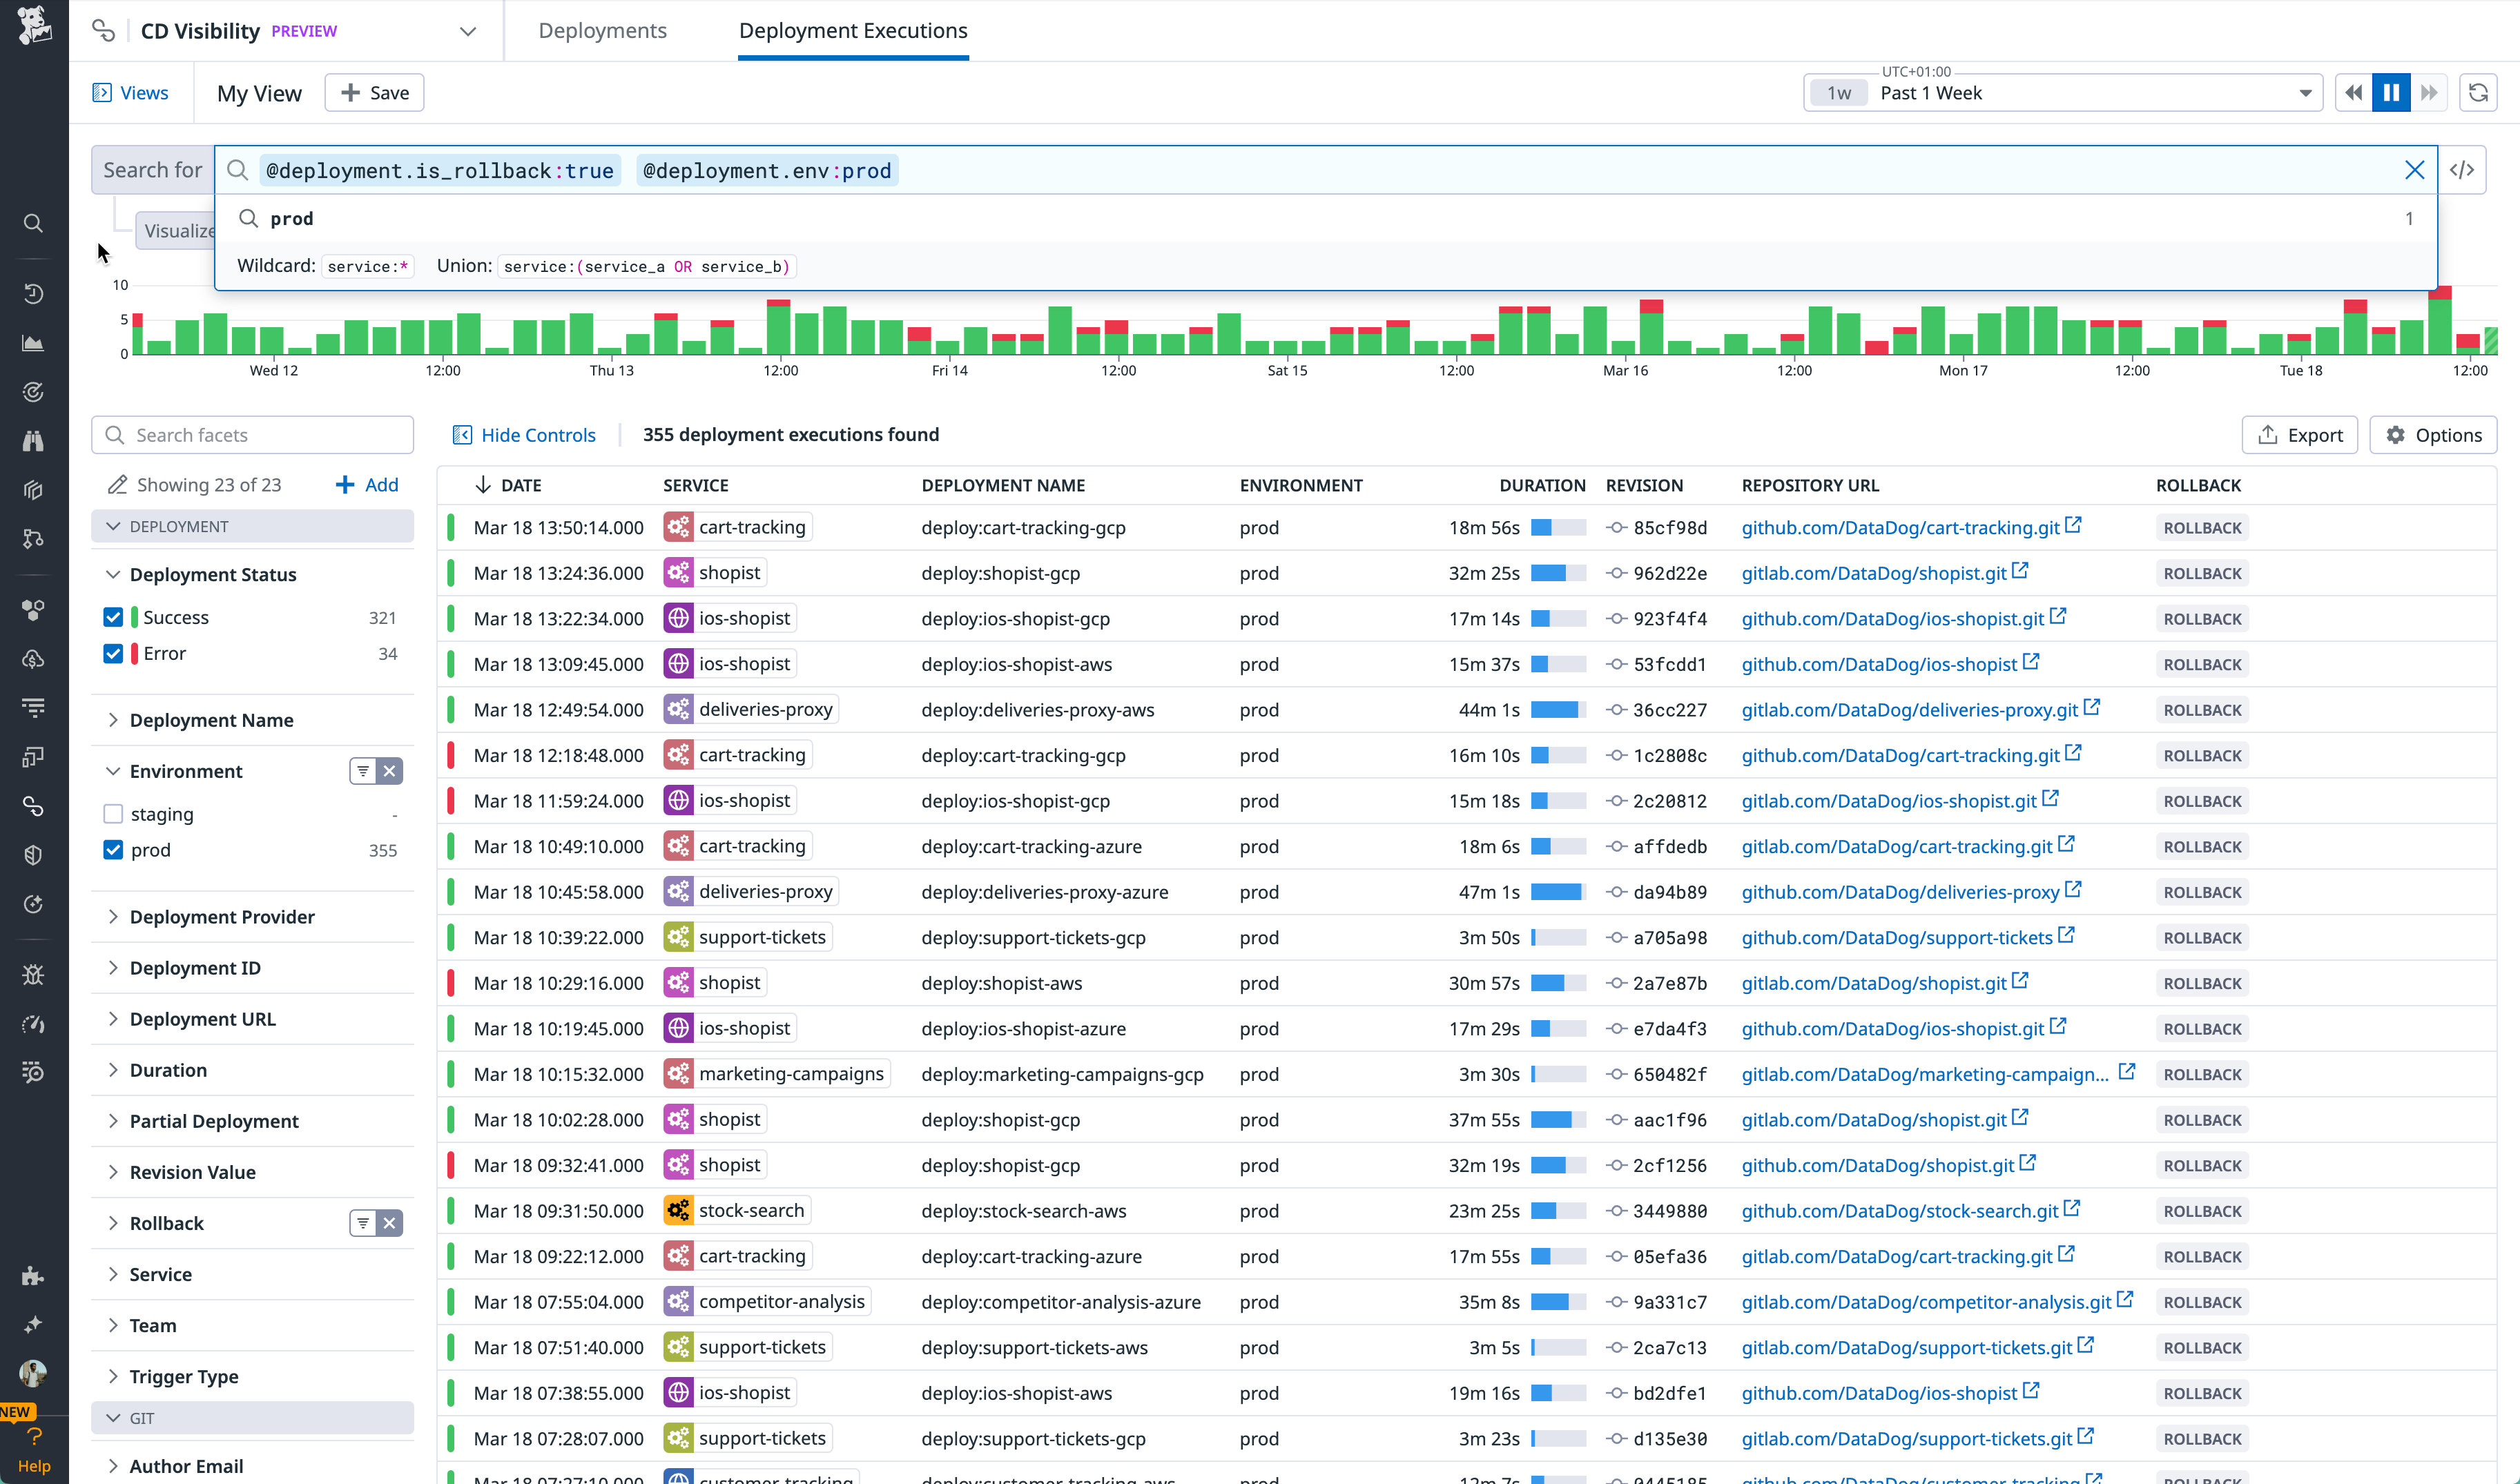 CD Visibility PREVIEW
Deployments
Deployment Executions
Views
My View
Save
UTC+01:00
1w Past 1 Week
Search for
@deployment.is_rollback:true @deployment.env:prod
</>
Visualize
prod 1
Wildcard: service:* Union: service:(service_a OR service_b)
10
5
0
Wed 12 12:00 Thu 13 12:00 Fri 14 12:00 Sat 15 12:00 Mar 16 12:00 Mon 17 12:00 Tue 18 12:00
Search facets
Showing 23 of 23 Add
DEPLOYMENT
Deployment Status
Success 321
Error 34
Deployment Name
Environment
staging -
prod 355
Deployment Provider
Deployment ID
Deployment URL
Duration
Partial Deployment
Revision Value
Rollback
Service
Team
Trigger Type
GIT
Author Email
NEW
Help
Hide Controls
355 deployment executions found
Export
Options
DATE SERVICE DEPLOYMENT NAME ENVIRONMENT DURATION REVISION REPOSITORY URL ROLLBACK
Mar 18 13:50:14.000 cart-tracking deploy:cart-tracking-gcp prod 18m 56s 85cf98d github.com/DataDog/cart-tracking.git ROLLBACK
Mar 18 13:24:36.000 shopist deploy:shopist-gcp prod 32m 25s 962d22e gitlab.com/DataDog/shopist.git ROLLBACK
Mar 18 13:22:34.000 ios-shopist deploy:ios-shopist-gcp prod 17m 14s 923f4f4 github.com/DataDog/ios-shopist.git ROLLBACK
Mar 18 13:09:45.000 ios-shopist deploy:ios-shopist-aws prod 15m 37s 53fcdd1 github.com/DataDog/ios-shopist ROLLBACK
Mar 18 12:49:54.000 deliveries-proxy deploy:deliveries-proxy-aws prod 44m 1s 36cc227 gitlab.com/DataDog/deliveries-proxy.git ROLLBACK
Mar 18 12:18:48.000 cart-tracking deploy:cart-tracking-gcp prod 16m 10s 1c2808c github.com/DataDog/cart-tracking.git ROLLBACK
Mar 18 11:59:24.000 ios-shopist deploy:ios-shopist-gcp prod 15m 18s 2c20812 gitlab.com/DataDog/ios-shopist.git ROLLBACK
Mar 18 10:49:10.000 cart-tracking deploy:cart-tracking-azure prod 18m 6s affdedb gitlab.com/DataDog/cart-tracking.git ROLLBACK
Mar 18 10:45:58.000 deliveries-proxy deploy:deliveries-proxy-azure prod 47m 1s da94b89 github.com/DataDog/deliveries-proxy ROLLBACK
Mar 18 10:39:22.000 support-tickets deploy:support-tickets-gcp prod 3m 50s a705a98 github.com/DataDog/support-tickets ROLLBACK
Mar 18 10:29:16.000 shopist deploy:shopist-aws prod 30m 57s 2a7e87b gitlab.com/DataDog/shopist.git ROLLBACK
Mar 18 10:19:45.000 ios-shopist deploy:ios-shopist-azure prod 17m 29s e7da4f3 github.com/DataDog/ios-shopist.git ROLLBACK
Mar 18 10:15:32.000 marketing-campaigns deploy:marketing-campaigns-gcp prod 3m 30s 650482f gitlab.com/DataDog/marketing-campaign... ROLLBACK
Mar 18 10:02:28.000 shopist deploy:shopist-gcp prod 37m 55s aac1f96 gitlab.com/DataDog/shopist.git ROLLBACK
Mar 18 09:32:41.000 shopist deploy:shopist-gcp prod 32m 19s 2cf1256 github.com/DataDog/shopist.git ROLLBACK
Mar 18 09:31:50.000 stock-search deploy:stock-search-aws prod 23m 25s 3449880 github.com/DataDog/stock-search.git ROLLBACK
Mar 18 09:22:12.000 cart-tracking deploy:cart-tracking-azure prod 17m 55s 05efa36 gitlab.com/DataDog/cart-tracking.git ROLLBACK
Mar 18 07:55:04.000 competitor-analysis deploy:competitor-analysis-azure prod 35m 8s 9a331c7 gitlab.com/DataDog/competitor-analysis.git ROLLBACK
Mar 18 07:51:40.000 support-tickets deploy:support-tickets-aws prod 3m 5s 2ca7c13 gitlab.com/DataDog/support-tickets.git ROLLBACK
Mar 18 07:38:55.000 ios-shopist deploy:ios-shopist-aws prod 19m 16s bd2dfe1 github.com/DataDog/ios-shopist ROLLBACK
Mar 18 07:28:07.000 support-tickets deploy:support-tickets-gcp prod 3m 23s d135e30 gitlab.com/DataDog/support-tickets.git ROLLBACK